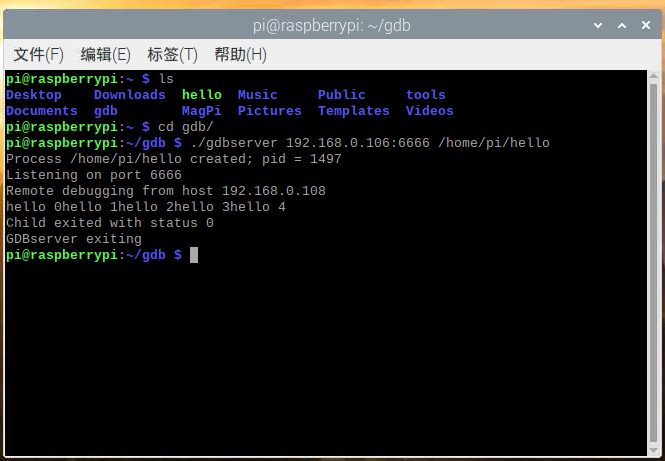 pi@raspberrypi: ~/gdb
文件(F) 编辑(E) 标签(T) 帮助(H)
pi@raspberrypi:~ $ ls
Desktop    Downloads  hello  Music     Public     tools
Documents  gdb        MagPi  Pictures  Templates  Videos
pi@raspberrypi:~ $ cd gdb/
pi@raspberrypi:~/gdb $ ./gdbserver 192.168.0.106:6666 /home/pi/hello
Process /home/pi/hello created; pid = 1497
Listening on port 6666
Remote debugging from host 192.168.0.108
hello 0hello 1hello 2hello 3hello 4
Child exited with status 0
GDBserver exiting
pi@raspberrypi:~/gdb $